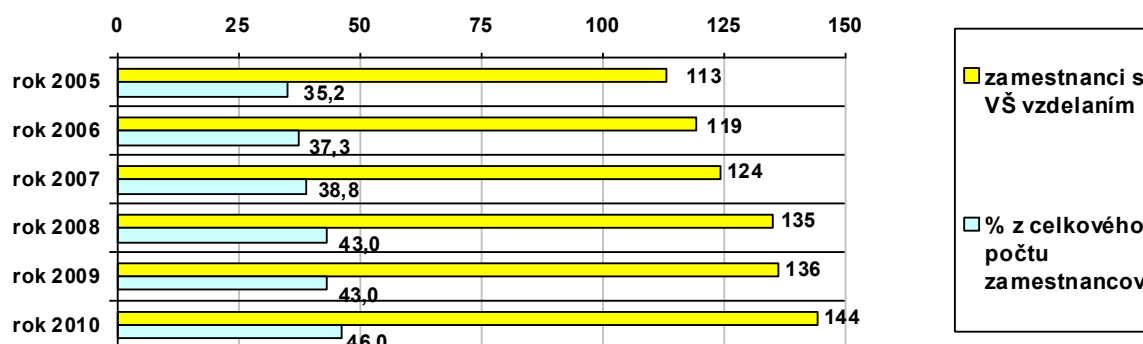 0 25 50 75 100 125 150
rok 2005 113
35,2
rok 2006 119
37,3
rok 2007 124
38,8
rok 2008 135
43,0
rok 2009 136
43,0
rok 2010 144
46,0
zamestnanci s
VŠ vzdelaním
% z celkového
počtu
zamestnancov